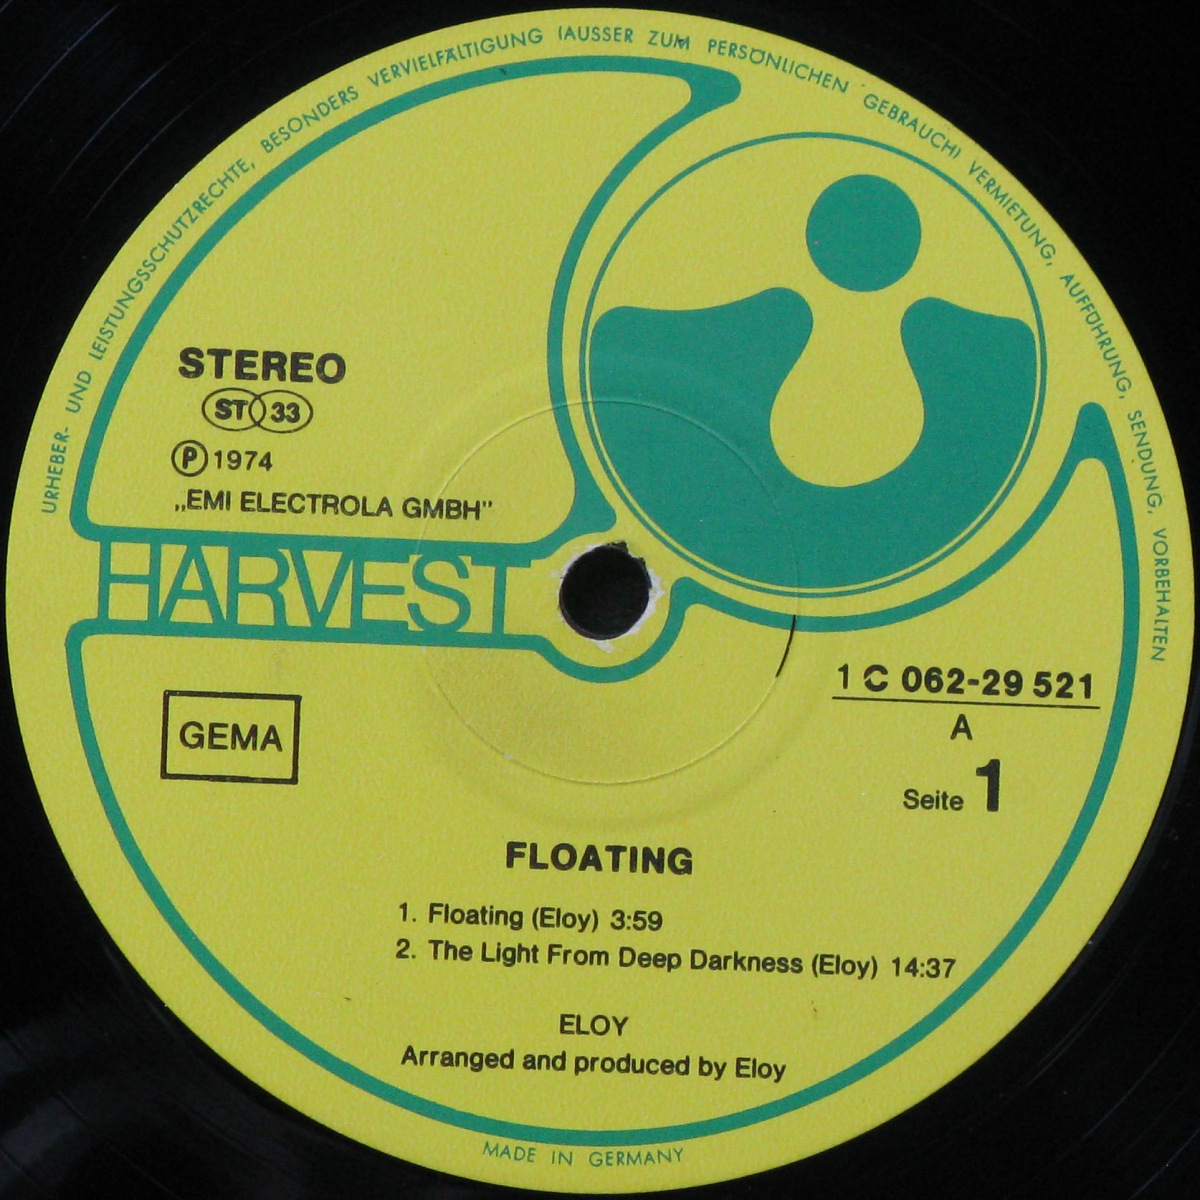 URHEBER- UND LEISTUNGSSCHUTZRECHTE, BESONDERS VERVIELFÄLTIGUNG (AUSSER ZUM PERSÖNLICHEN GEBRAUCH) VERMIETUNG, AUFFÜHRUNG, SENDUNG, VORBEHALTEN
STEREO
ST 33
Ⓟ 1974
„EMI ELECTROLA GMBH”
HARVEST
GEMA
1 C 062-29 521
A
Seite 1
FLOATING
1. Floating (Eloy) 3:59
2. The Light From Deep Darkness (Eloy) 14:37
ELOY
Arranged and produced by Eloy
MADE IN GERMANY